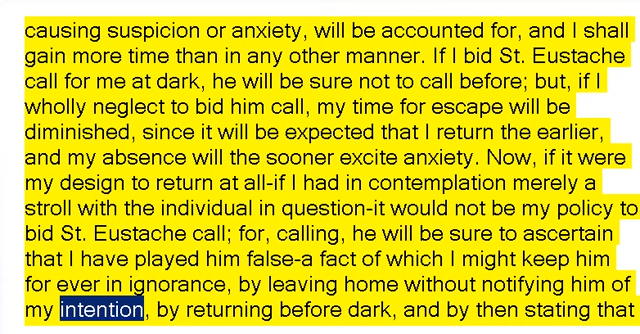 causing suspicion or anxiety, will be accounted for, and I shall
gain more time than in any other manner. If I bid St. Eustache
call for me at dark, he will be sure not to call before; but, if I
wholly neglect to bid him call, my time for escape will be
diminished, since it will be expected that I return the earlier,
and my absence will the sooner excite anxiety. Now, if it were
my design to return at all-if I had in contemplation merely a
stroll with the individual in question-it would not be my policy to
bid St. Eustache call; for, calling, he will be sure to ascertain
that I have played him false-a fact of which I might keep him
for ever in ignorance, by leaving home without notifying him of
my intention, by returning before dark, and by then stating that